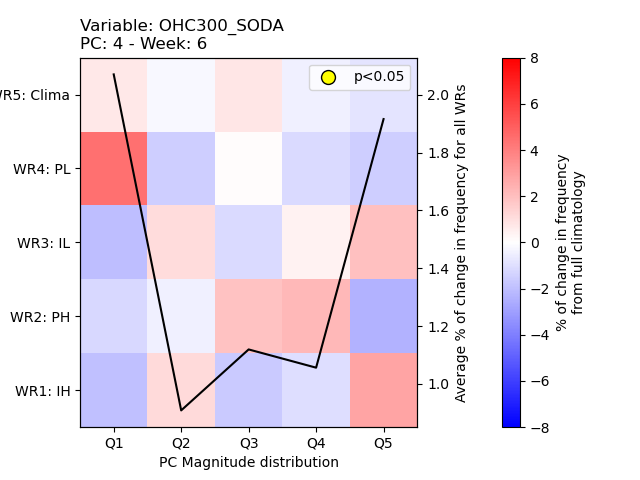 Variable: OHC300_SODA
PC: 4 - Week: 6
p<0.05
WR5: Clima
WR4: PL
WR3: IL
WR2: PH
WR1: IH
Q1 Q2 Q3 Q4 Q5
PC Magnitude distribution
2.0
1.8
1.6
1.4
1.2
1.0
Average % of change in frequency for all WRs
8
6
4
2
0
−2
−4
−6
−8
% of change in frequency
from full climatology